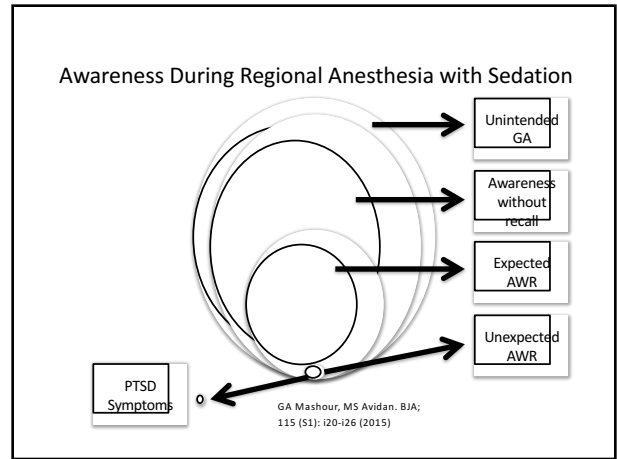 Awareness During Regional Anesthesia with Sedation
Unintended
GA
Awareness
without
recall
Expected
AWR
Unexpected
AWR
PTSD
Symptoms
GA Mashour, MS Avidan. BJA;
115 (S1): i20-i26 (2015)